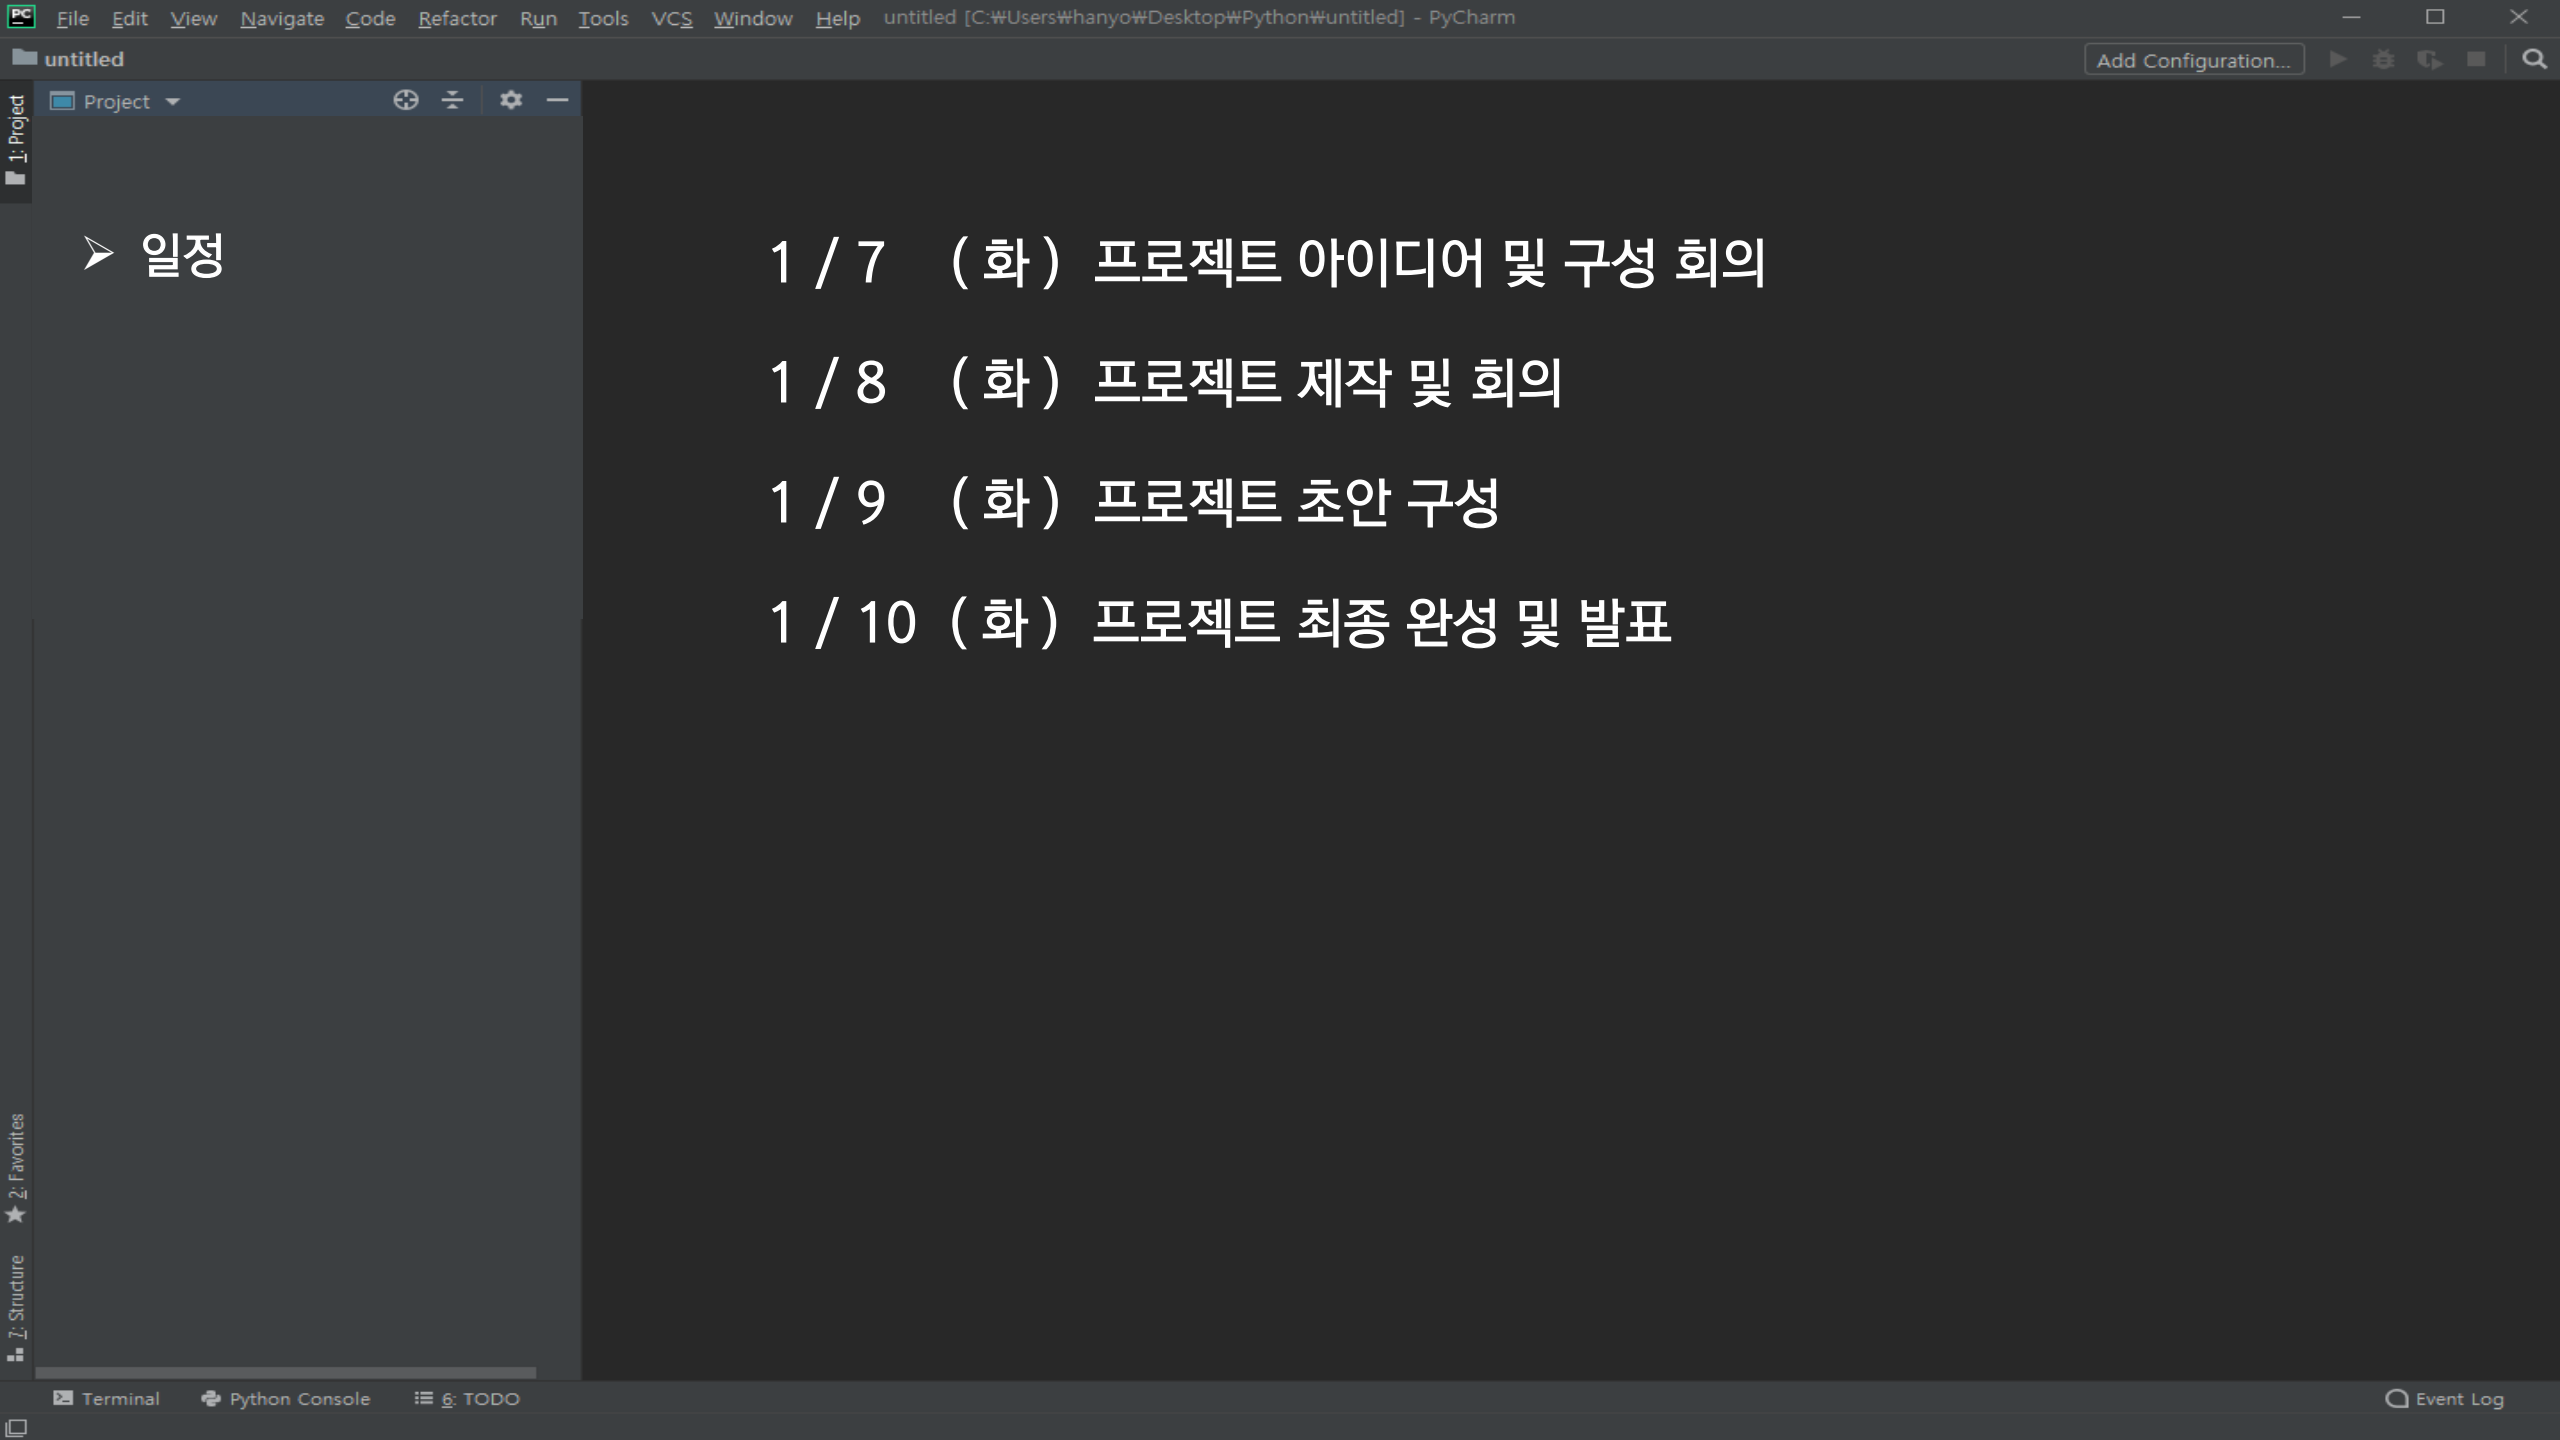 PC File Edit View Navigate Code Refactor Run Tools VCS Window Help untitled [C:₩Users₩hanyo₩Desktop₩Python₩untitled] - PyCharm
untitled Add Configuration...
Project
1: Project
➢ 일정
1 / 7 ( 화 ) 프로젝트 아이디어 및 구성 회의
1 / 8 ( 화 ) 프로젝트 제작 및 회의
1 / 9 ( 화 ) 프로젝트 초안 구성
1 / 10 ( 화 ) 프로젝트 최종 완성 및 발표
2: Favorites
7: Structure
Terminal Python Console 6: TODO Event Log